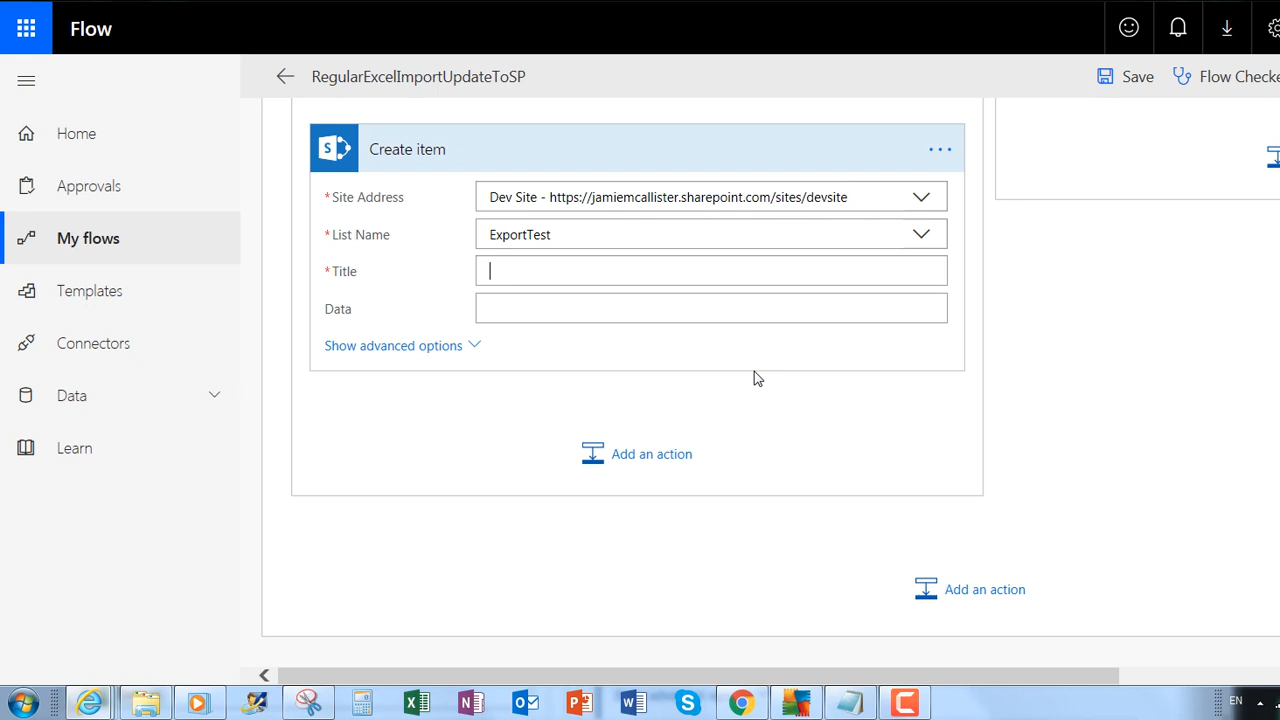 Flow
RegularExcelImportUpdateToSP
Save
Flow Checke
Home
Approvals
My flows
Templates
Connectors
Data
Learn
S
Create item
* Site Address
Dev Site - https://jamiemcallister.sharepoint.com/sites/devsite
* List Name
ExportTest
* Title
Data
Show advanced options
Add an action
Add an action
EN